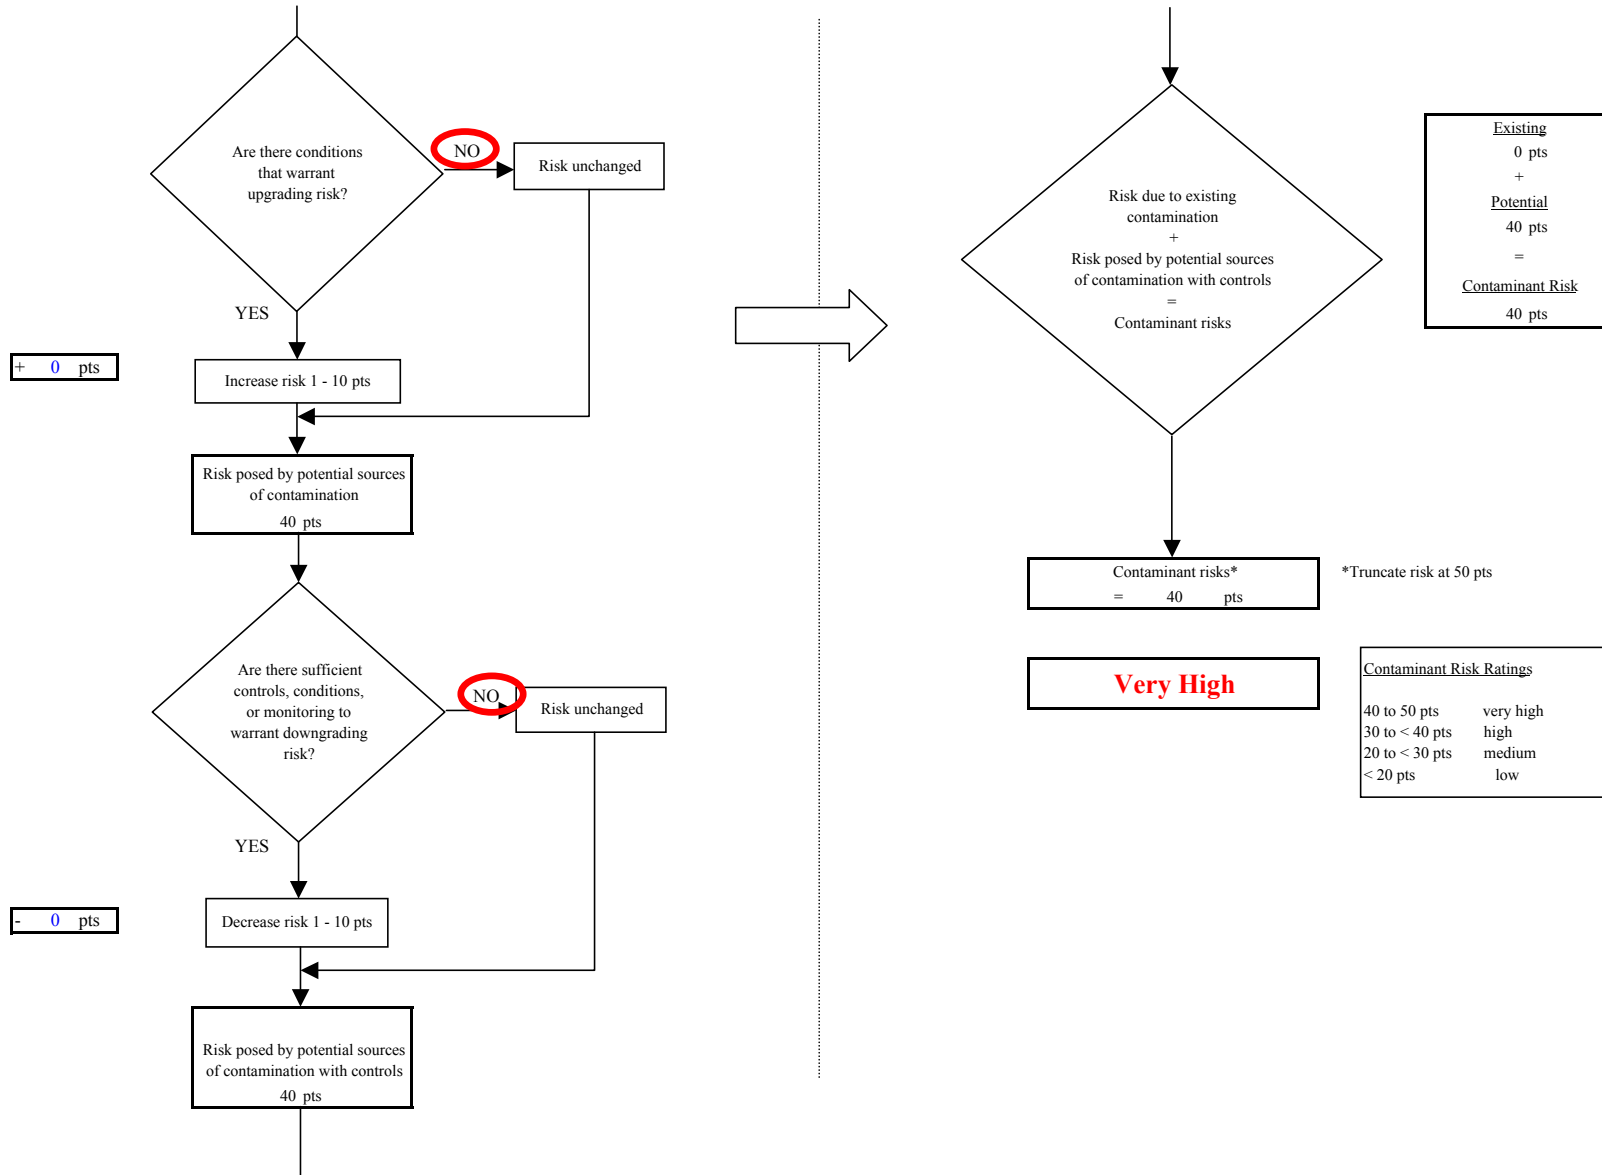 Are there conditions
that warrant
upgrading risk?
NO
Risk unchanged
YES
+ 0 pts
Increase risk 1 - 10 pts
Risk posed by potential sources
of contamination
40 pts
Are there sufficient
controls, conditions,
or monitoring to
warrant downgrading
risk?
NO
Risk unchanged
YES
- 0 pts
Decrease risk 1 - 10 pts
Risk posed by potential sources
of contamination with controls
40 pts
Risk due to existing
contamination
+
Risk posed by potential sources
of contamination with controls
=
Contaminant risks
Existing
0 pts
+
Potential
40 pts
=
Contaminant Risk
40 pts
Contaminant risks*
= 40 pts
*Truncate risk at 50 pts
Very High
Contaminant Risk Ratings
40 to 50 pts very high
30 to < 40 pts high
20 to < 30 pts medium
< 20 pts low